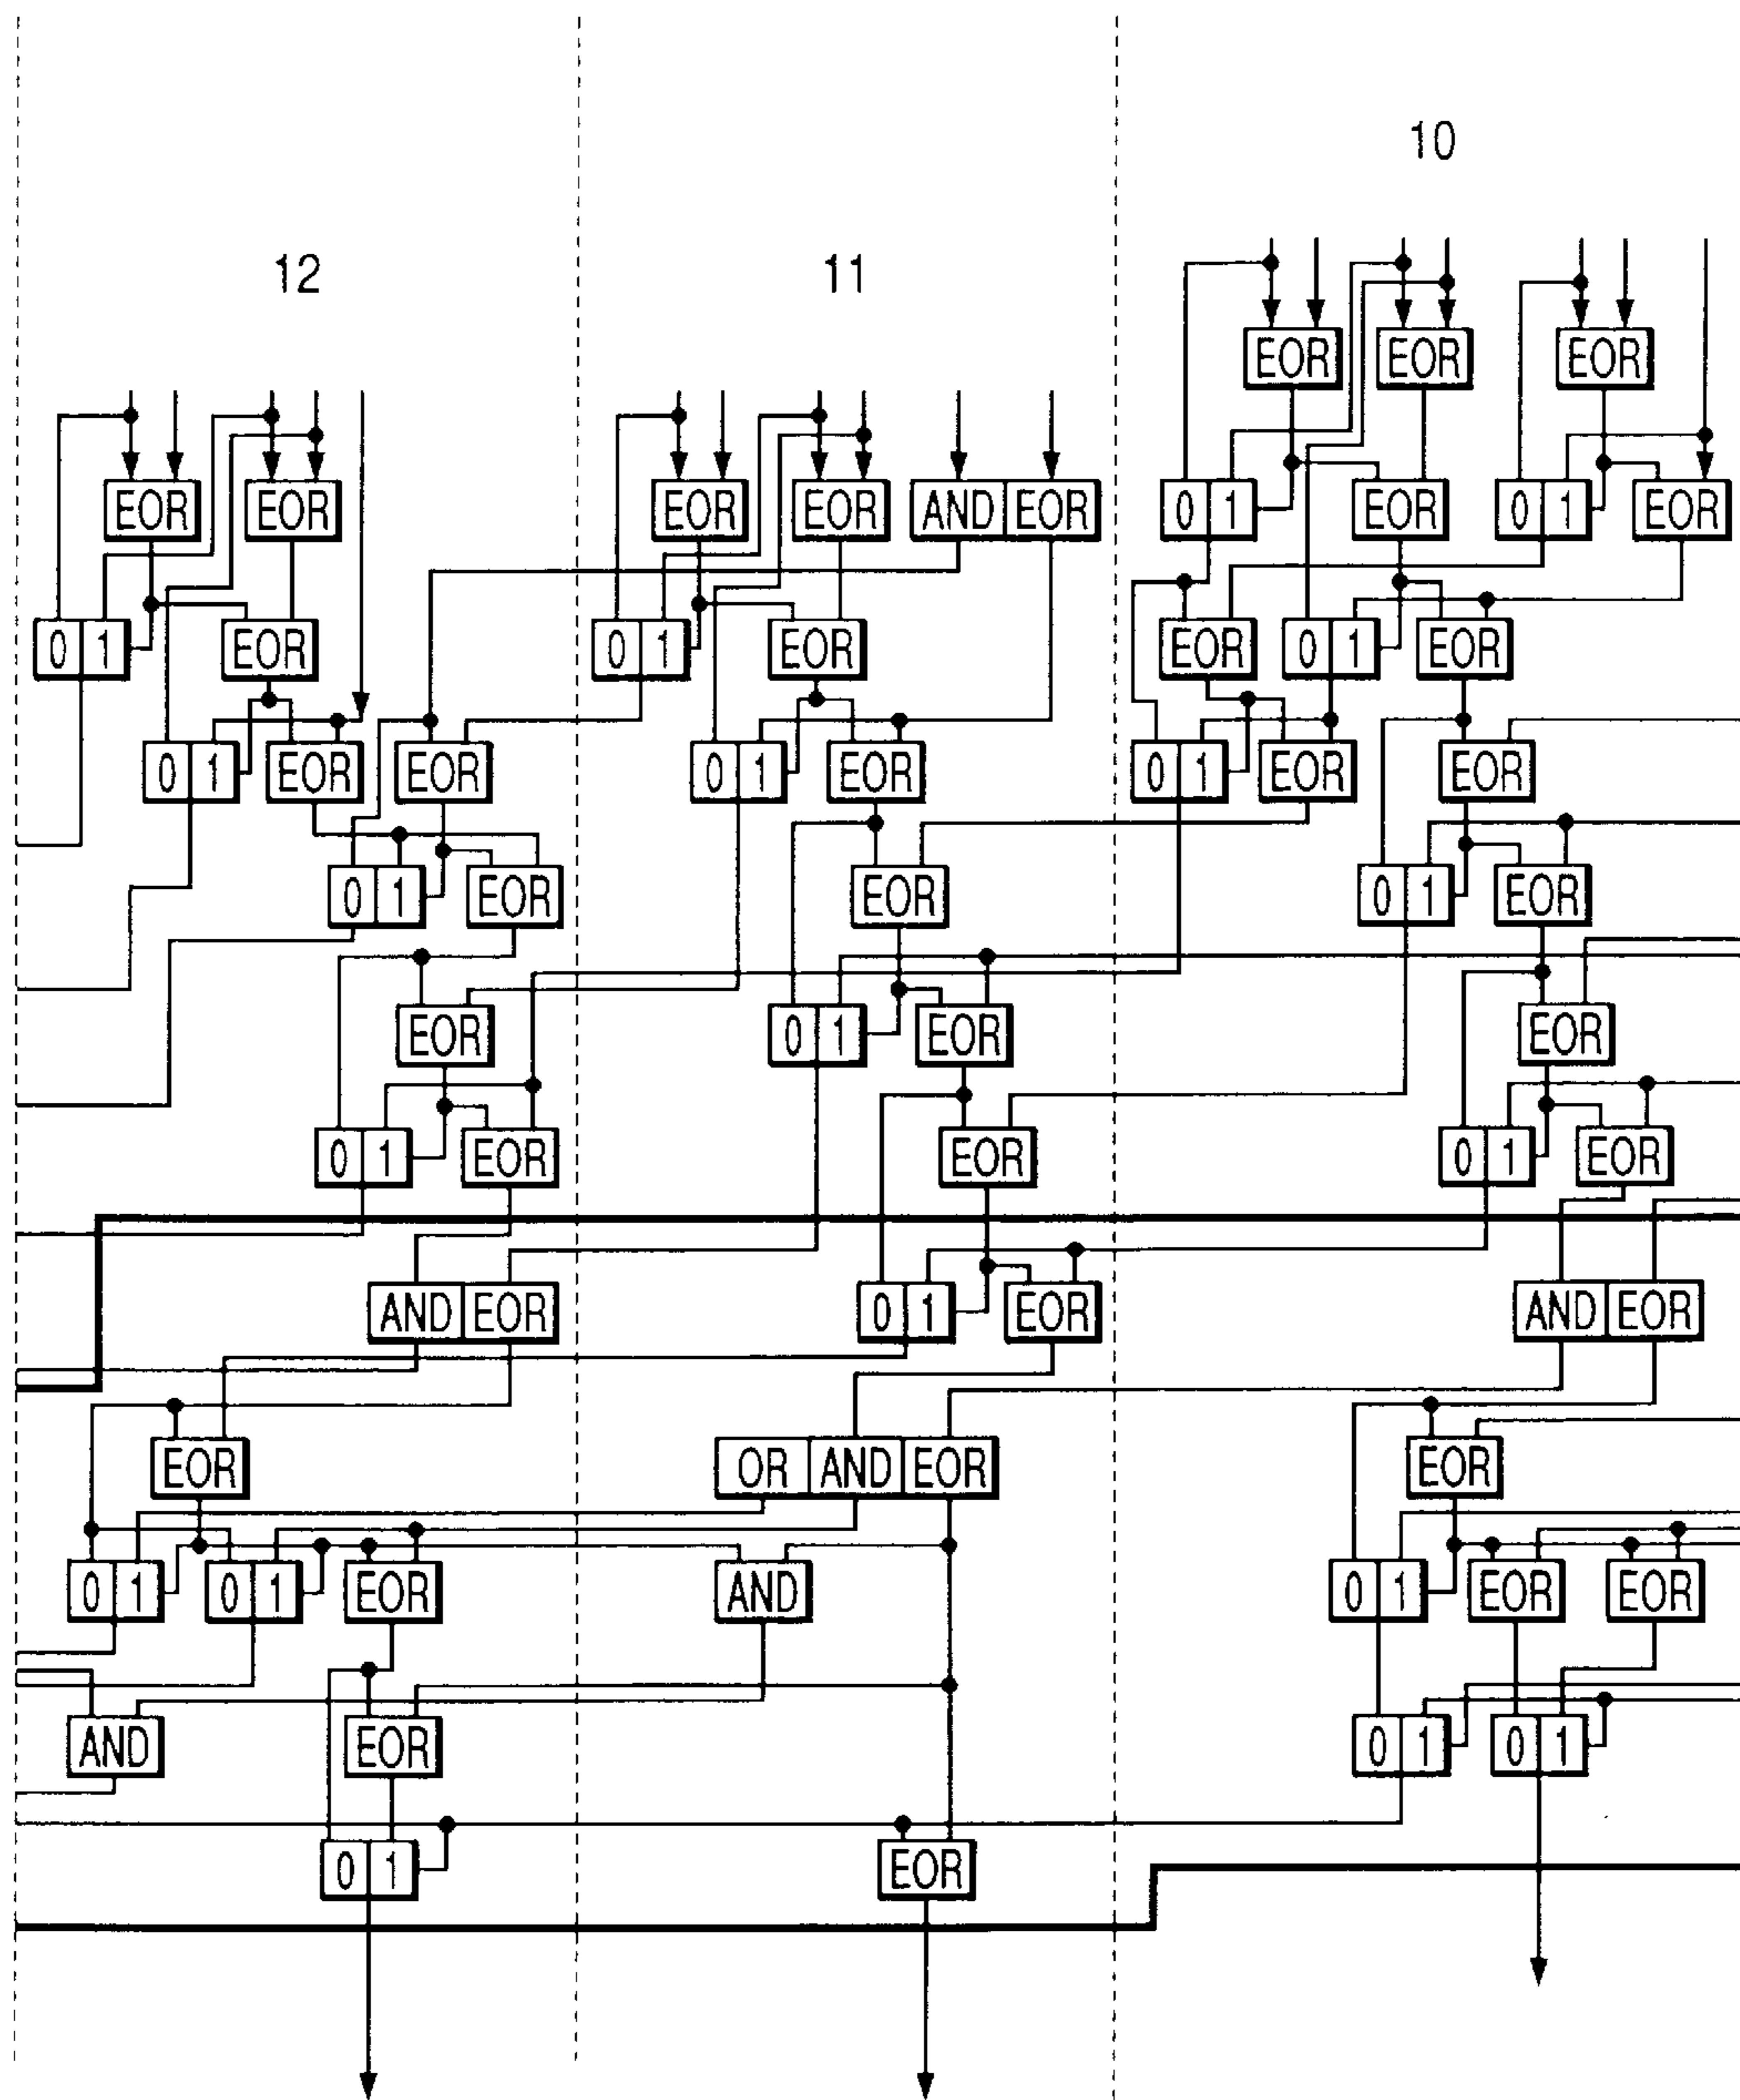 10
12 11
EOR EOR EOR
EOR EOR EOR EOR AND EOR 0 1 EOR 0 1 EOR
0 1 EOR 0 1 EOR EOR 0 1 EOR
0 1 EOR EOR 0 1 EOR 0 1 EOR EOR
0 1 EOR EOR 0 1 EOR
EOR 0 1 EOR EOR
0 1 EOR EOR 0 1 EOR
AND EOR 0 1 EOR AND EOR
EOR OR AND EOR EOR
0 1 0 1 EOR AND 0 1 EOR EOR
AND EOR 0 1 0 1
0 1 EOR